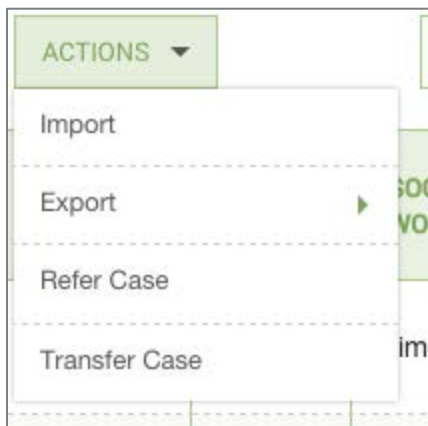 ACTIONS
Import
Export
Refer Case
Transfer Case